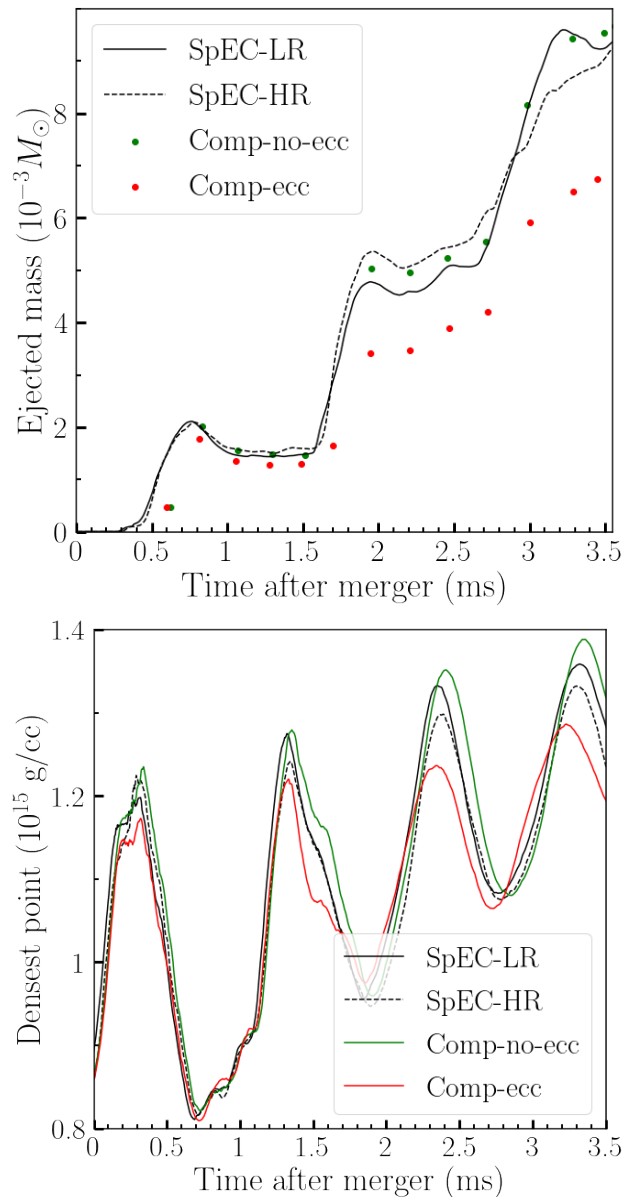 SpEC-LR
SpEC-HR
Comp-no-ecc
Comp-ecc
Ejected mass (10⁻³M⊙)
8
6
4
2
0
0 0.5 1 1.5 2 2.5 3 3.5
Time after merger (ms)
Densest point (10¹⁵ g/cc)
1.4
1.2
1
0.8
SpEC-LR
SpEC-HR
Comp-no-ecc
Comp-ecc
0 0.5 1 1.5 2 2.5 3 3.5
Time after merger (ms)